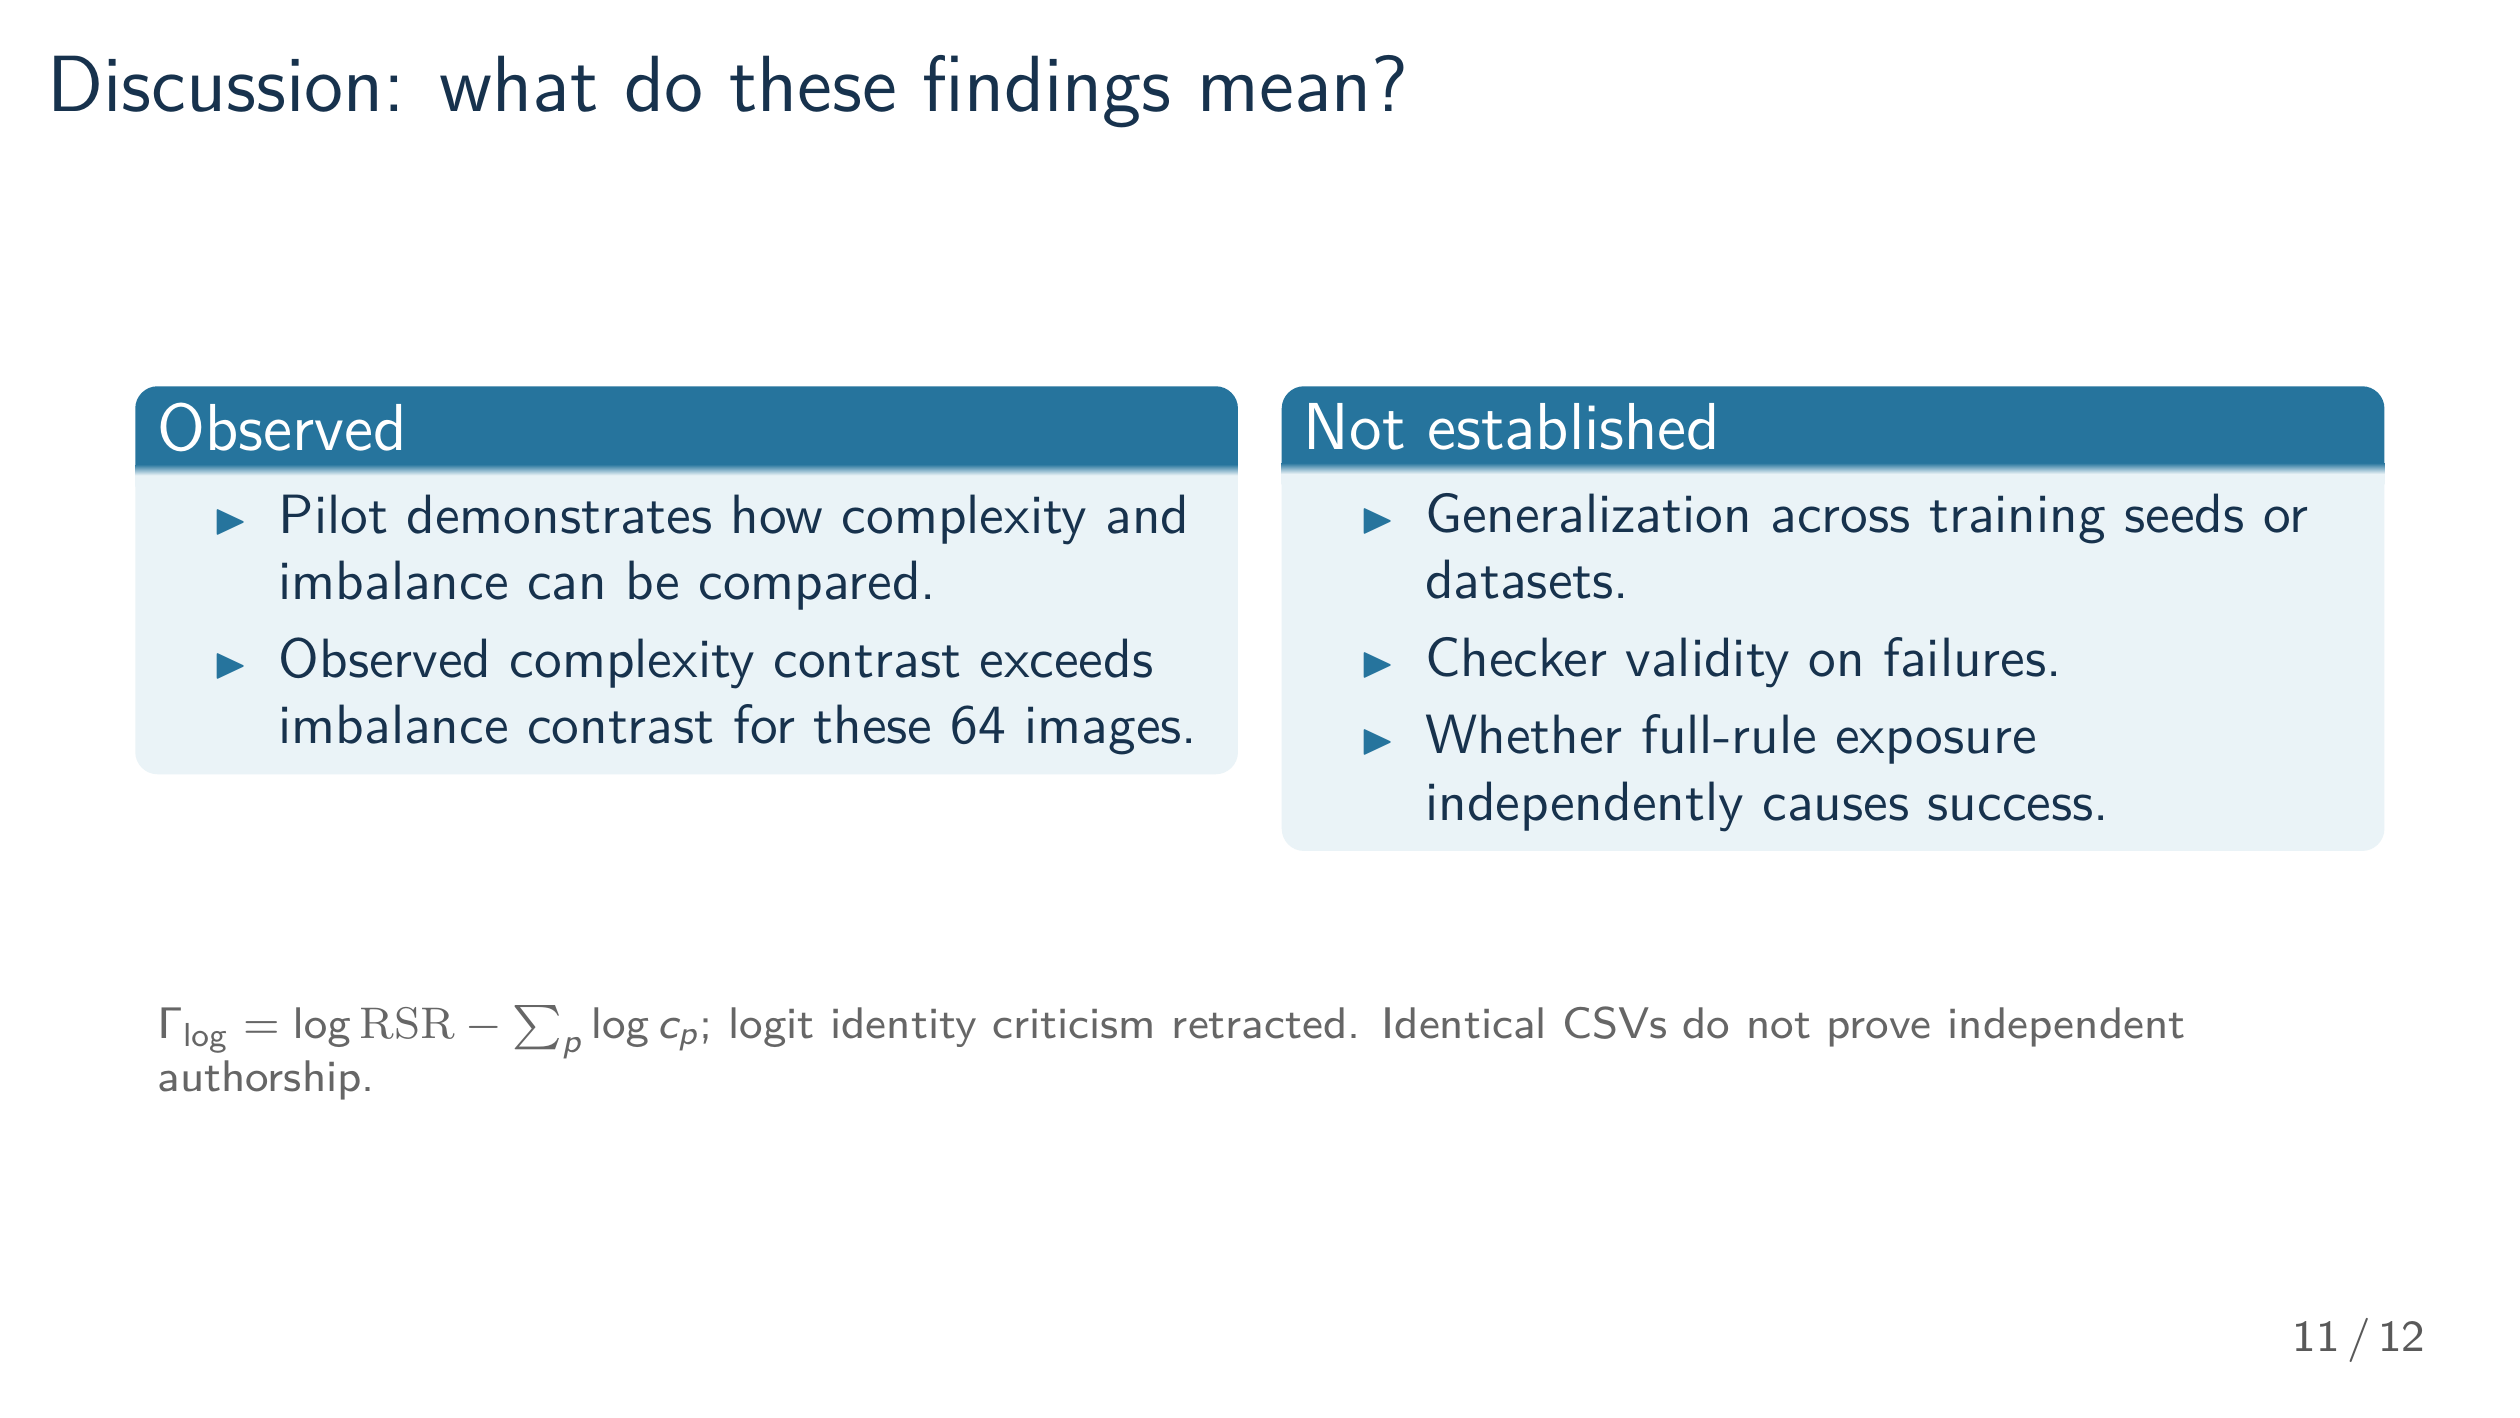 Discussion: what do these findings mean?
Observed
▶ Pilot demonstrates how complexity and
imbalance can be compared.
▶ Observed complexity contrast exceeds
imbalance contrast for these 64 images.
Not established
▶ Generalization across training seeds or
datasets.
▶ Checker validity on failures.
▶ Whether full-rule exposure
independently causes success.
Γ_log = log RSR − ∑_p log c_p; logit identity criticism retracted. Identical CSVs do not prove independent
authorship.
11 / 12